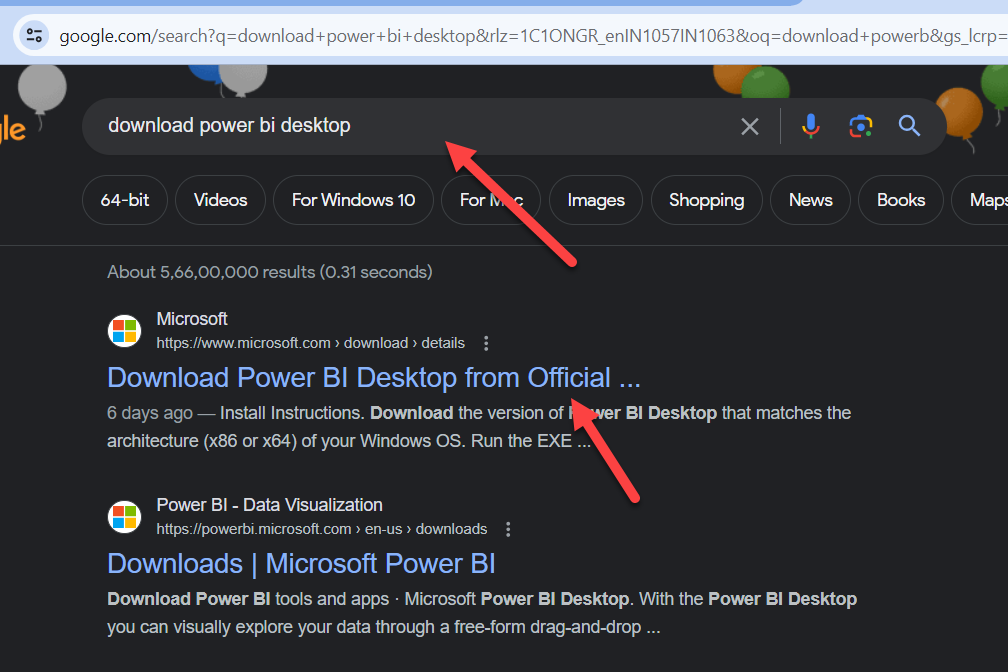 google.com/search?q=download+power+bi+desktop&rlz=1C1ONGR_enIN1057IN1063&oq=download+powerb&gs_lcrp=
download power bi desktop
64-bit Videos For Windows 10 For Mac Images Shopping News Books Maps
About 5,66,00,000 results (0.31 seconds)
Microsoft
https://www.microsoft.com › download › details
Download Power BI Desktop from Official ...
6 days ago — Install Instructions. Download the version of Power BI Desktop that matches the
architecture (x86 or x64) of your Windows OS. Run the EXE ...
Power BI - Data Visualization
https://powerbi.microsoft.com › en-us › downloads
Downloads | Microsoft Power BI
Download Power BI tools and apps · Microsoft Power BI Desktop. With the Power BI Desktop
you can visually explore your data through a free-form drag-and-drop ...